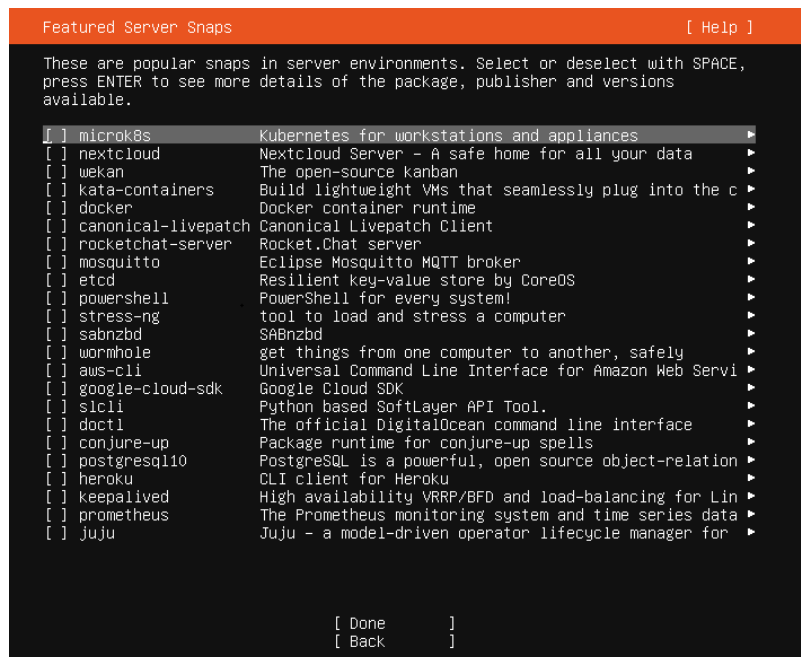 Featured Server Snaps [ Help ]
These are popular snaps in server environments. Select or deselect with SPACE,
press ENTER to see more details of the package, publisher and versions
available.
[ ] microk8s Kubernetes for workstations and appliances ▸
[ ] nextcloud Nextcloud Server – A safe home for all your data ▸
[ ] wekan The open-source kanban ▸
[ ] kata-containers Build lightweight VMs that seamlessly plug into the c ▸
[ ] docker Docker container runtime ▸
[ ] canonical-livepatch Canonical Livepatch Client ▸
[ ] rocketchat-server Rocket.Chat server ▸
[ ] mosquitto Eclipse Mosquitto MQTT broker ▸
[ ] etcd Resilient key-value store by CoreOS ▸
[ ] powershell PowerShell for every system! ▸
[ ] stress-ng tool to load and stress a computer ▸
[ ] sabnzbd SABnzbd ▸
[ ] wormhole get things from one computer to another, safely ▸
[ ] aws-cli Universal Command Line Interface for Amazon Web Servi ▸
[ ] google-cloud-sdk Google Cloud SDK ▸
[ ] slcli Python based SoftLayer API Tool. ▸
[ ] doctl The official DigitalOcean command line interface ▸
[ ] conjure-up Package runtime for conjure-up spells ▸
[ ] postgresql10 PostgreSQL is a powerful, open source object-relation ▸
[ ] heroku CLI client for Heroku ▸
[ ] keepalived High availability VRRP/BFD and load-balancing for Lin ▸
[ ] prometheus The Prometheus monitoring system and time series data ▸
[ ] juju Juju – a model-driven operator lifecycle manager for ▸
[ Done ]
[ Back ]